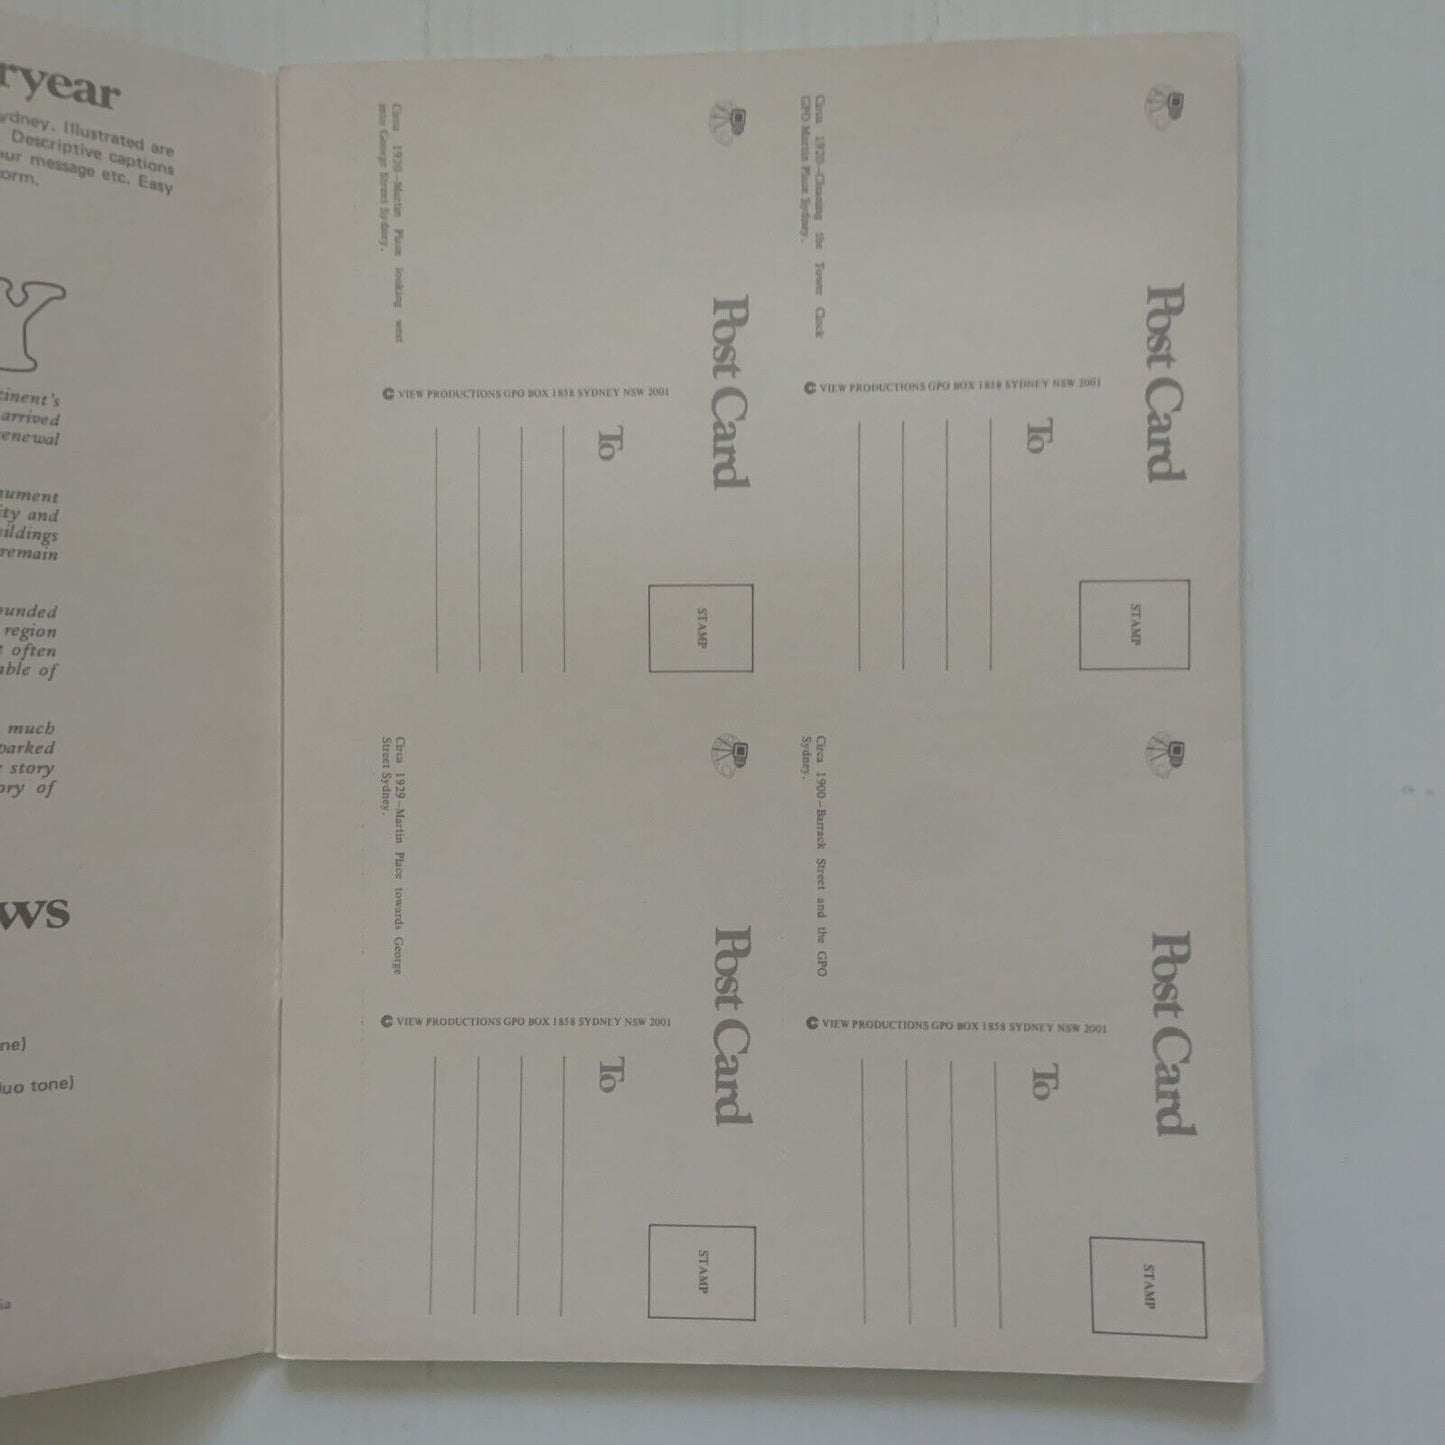 ryear
ydney. Illustrated are
Descriptive captions
our message etc. Easy
orm.
Y
tinent's
arrived
enewal
nument
ity and
ildings
remain
ounded
region
often
able of
much
parked
story
ory of
ws
ne)
uo tone)
ia
Post Card
Circa 1920–Cleaning the Tower Clock
GPO Martin Place Sydney.
© VIEW PRODUCTIONS GPO BOX 1858 SYDNEY NSW 2001
To
STAMP
Post Card
Circa 1930–Martin Place looking west
into George Street Sydney.
© VIEW PRODUCTIONS GPO BOX 1858 SYDNEY NSW 2001
To
STAMP
Post Card
Circa 1900–Barrack Street and the GPO
Sydney.
© VIEW PRODUCTIONS GPO BOX 1858 SYDNEY NSW 2001
To
STAMP
Post Card
Circa 1929–Martin Place towards George
Street Sydney.
© VIEW PRODUCTIONS GPO BOX 1858 SYDNEY NSW 2001
To
STAMP